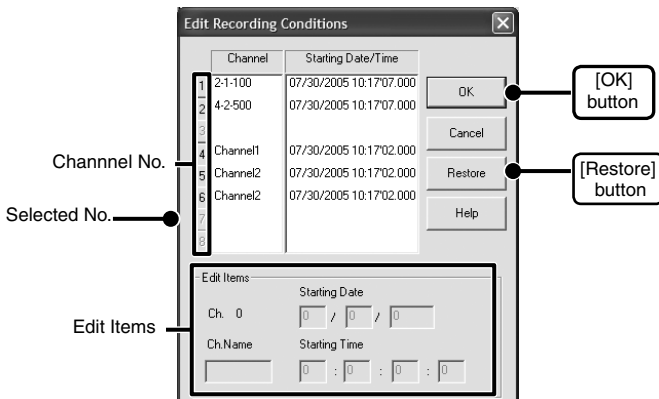 Edit Recording Conditions
Channel Starting Date/Time
1 2-1-100 07/30/2005 10:17'07.000
2 4-2-500 07/30/2005 10:17'07.000
3
4 Channel1 07/30/2005 10:17'02.000
5 Channel2 07/30/2005 10:17'02.000
6 Channel2 07/30/2005 10:17'02.000
7
8
OK
Cancel
Restore
Help
[OK]
button
[Restore]
button
Channnel No.
Selected No.
Edit Items
Edit Items
Starting Date
Ch. 0 0 / 0 / 0
Ch.Name Starting Time
0 : 0 : 0 : 0